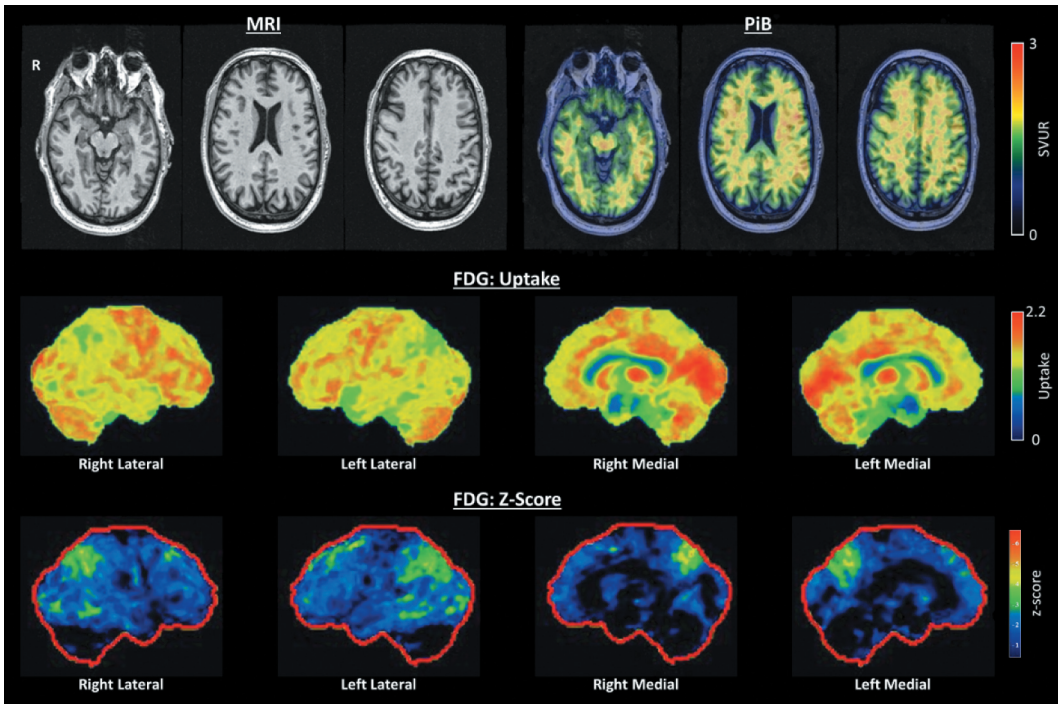 MRI
PiB
R
3
SVUR
0
FDG: Uptake
2.2
Uptake
0
Right Lateral
Left Lateral
Right Medial
Left Medial
FDG: Z-Score
z-score
1
Right Lateral
Left Lateral
Right Medial
Left Medial